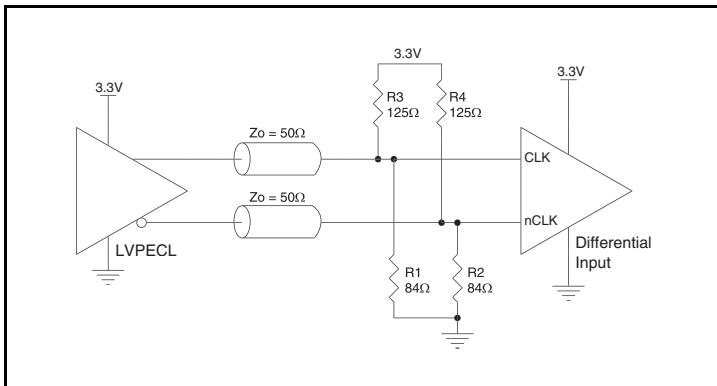 3.3V
3.3V
3.3V
R3
125Ω
R4
125Ω
Zo = 50Ω
CLK
Zo = 50Ω
nCLK
LVPECL
Differential
Input
R1
84Ω
R2
84Ω